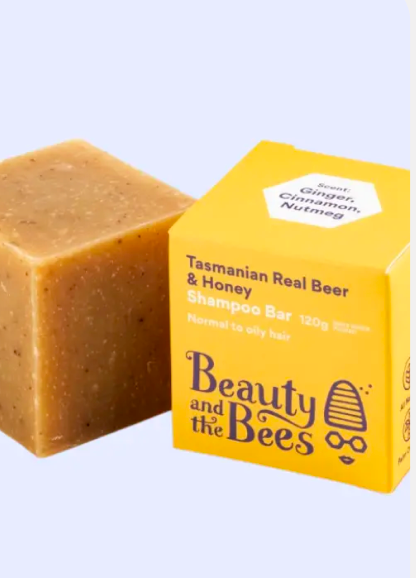 Scent:
Ginger,
Cinnamon,
Nutmeg
Tasmanian Real Beer
& Honey
Shampoo Bar 120g
Normal to oily hair
Beauty
and
the Bees